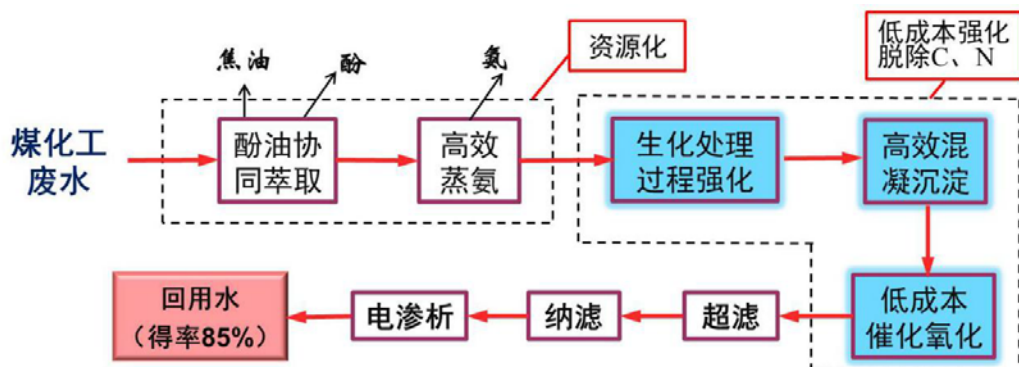 焦油
酚
氨
资源化
低成本强化
脱除C、N
煤化工
废水
酚油协
同萃取
高效
蒸氨
生化处理
过程强化
高效混
凝沉淀
回用水
（得率85%）
电渗析
纳滤
超滤
低成本
催化氧化